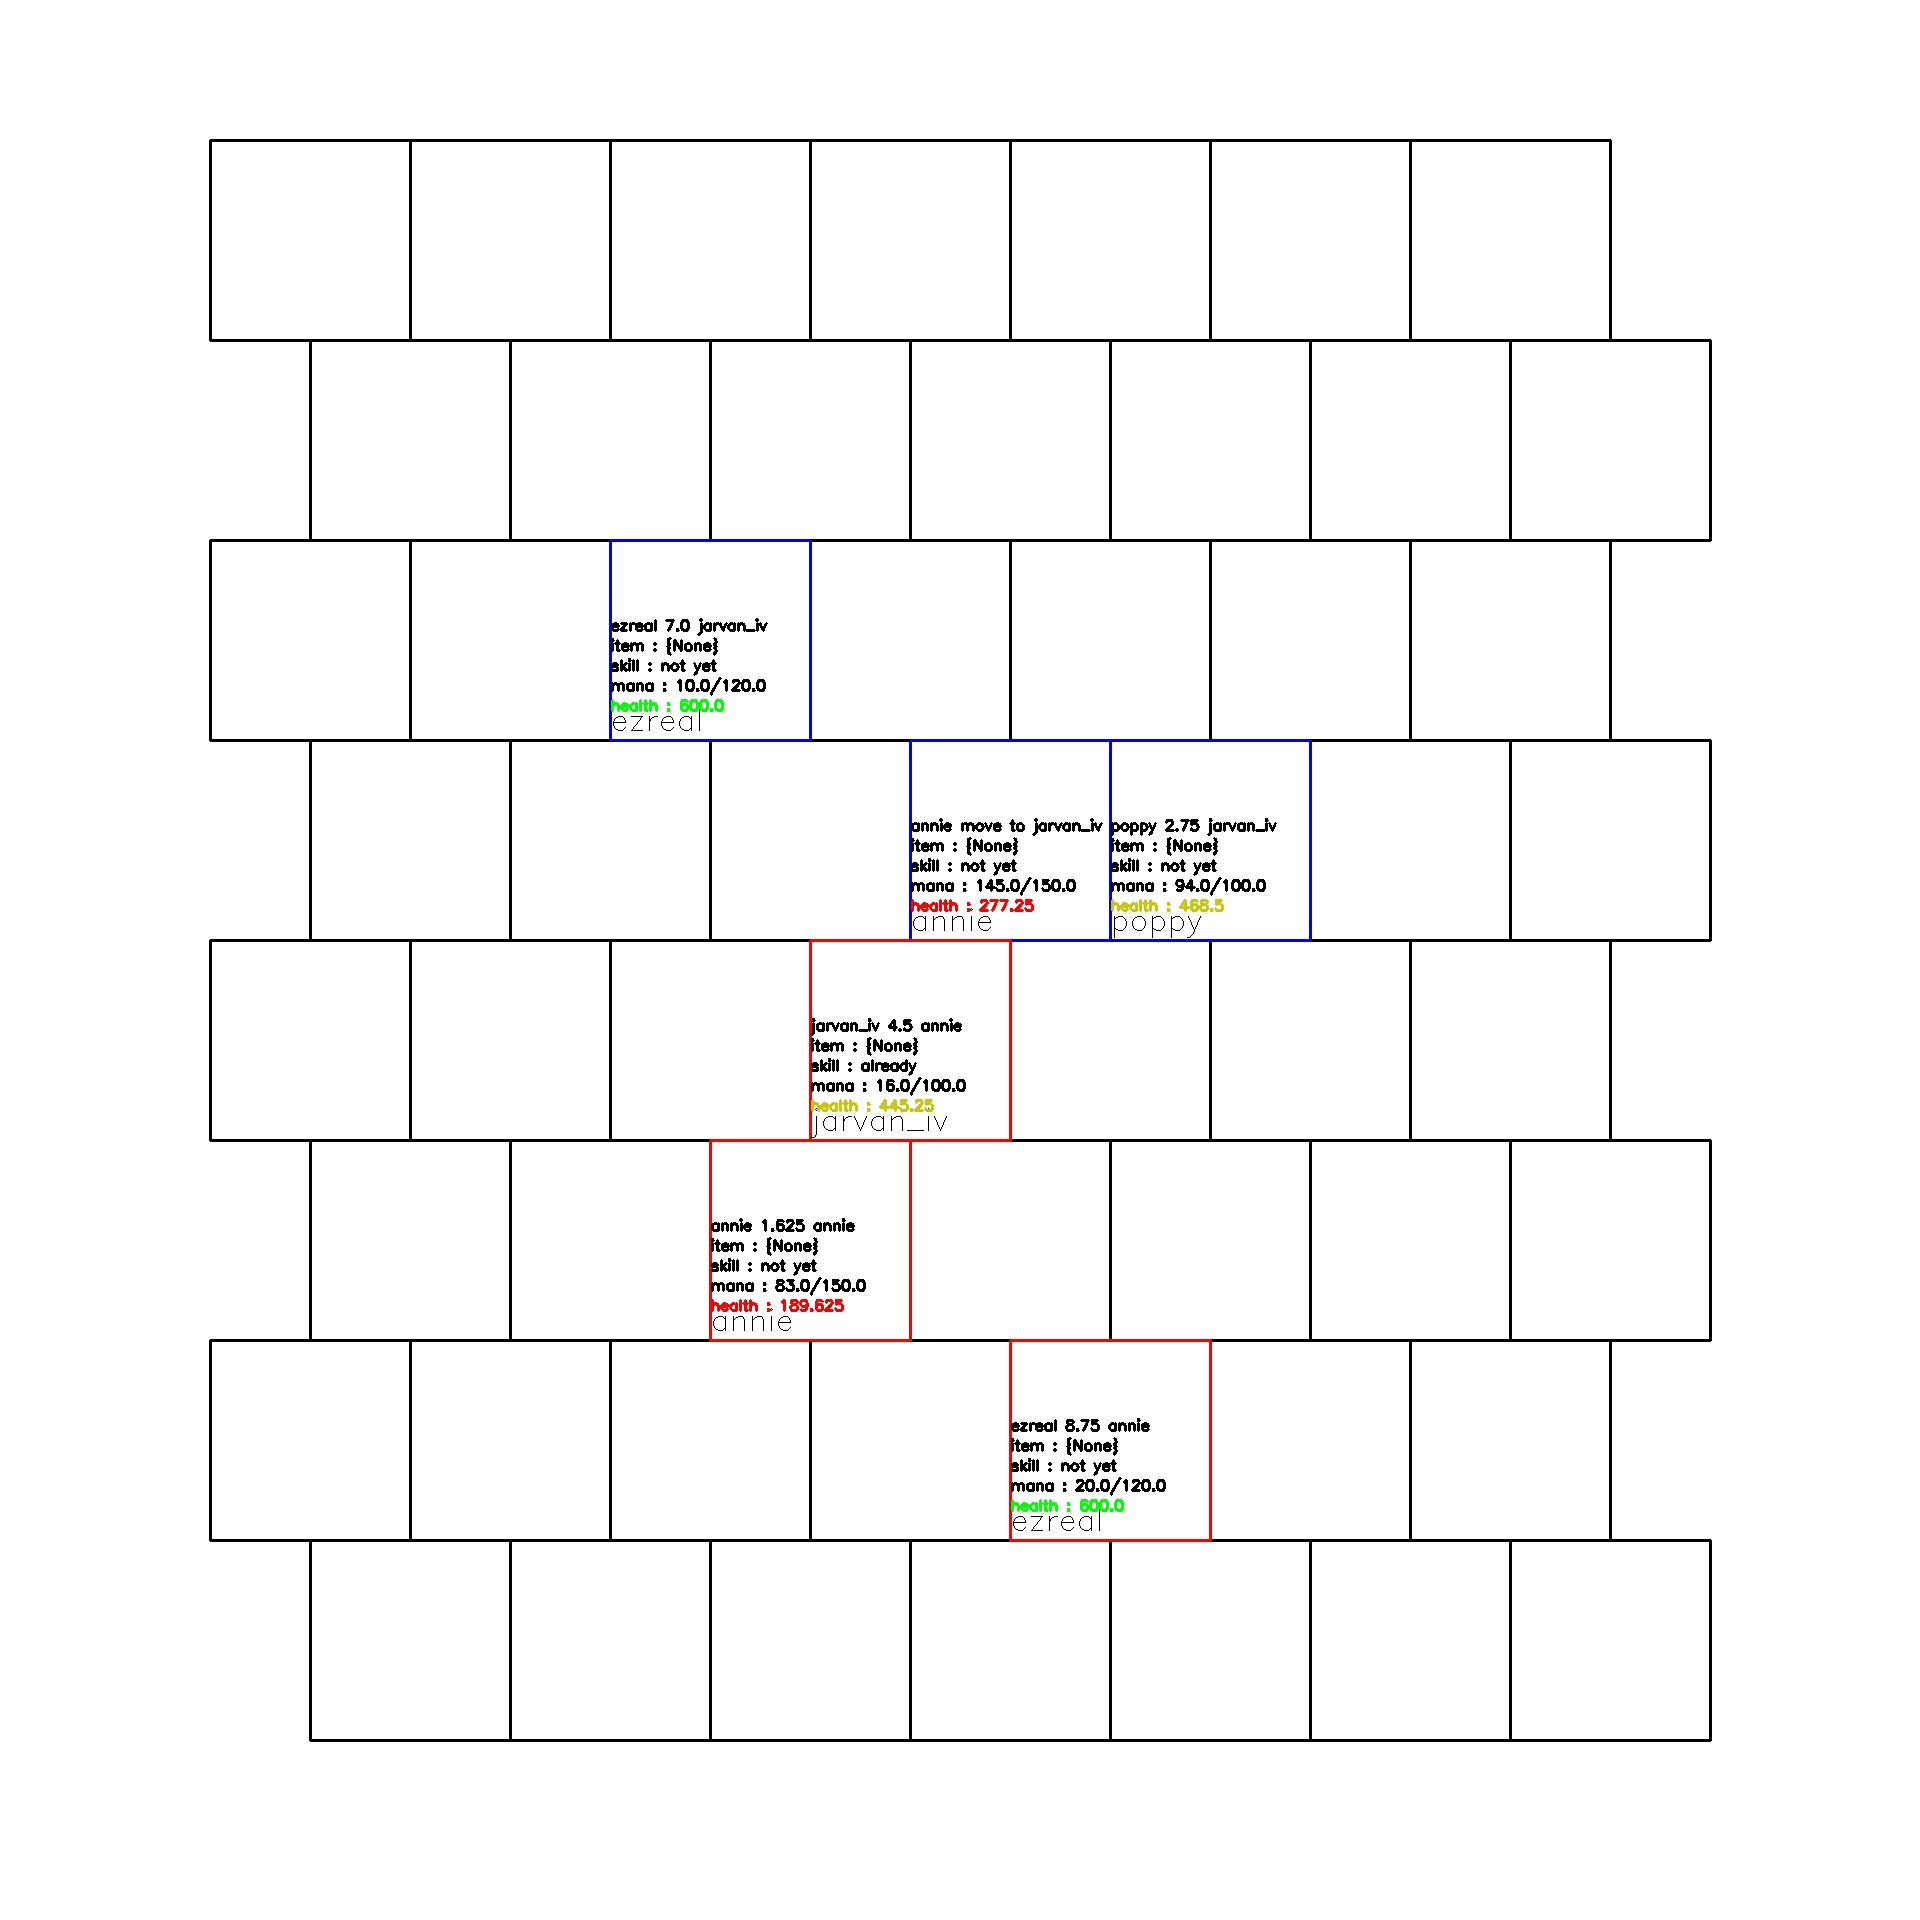 ezreal 7.0 jarvan_iv
item : {None}
skill : not yet
mana : 10.0/120.0
health : 600.0
ezreal
annie move to jarvan_iv
item : {None}
skill : not yet
mana : 145.0/150.0
health : 277.25
annie
poppy 2.75 jarvan_iv
item : {None}
skill : not yet
mana : 94.0/100.0
health : 468.5
poppy
jarvan_iv 4.5 annie
item : {None}
skill : already
mana : 16.0/100.0
health : 445.25
jarvan_iv
annie 1.625 annie
item : {None}
skill : not yet
mana : 83.0/150.0
health : 189.625
annie
ezreal 8.75 annie
item : {None}
skill : not yet
mana : 20.0/120.0
health : 600.0
ezreal